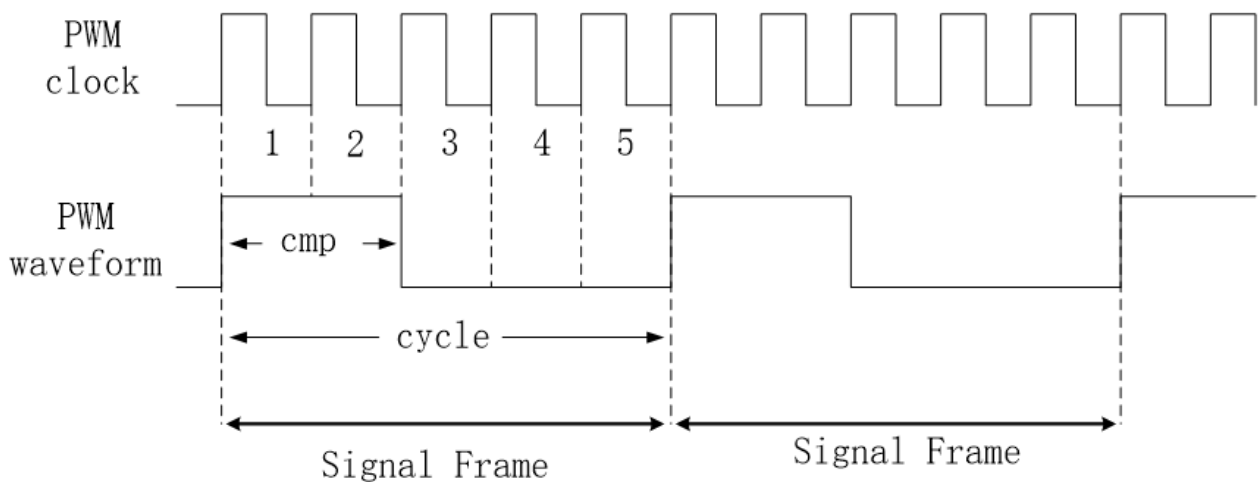 PWM
clock
1 2 3 4 5
PWM
waveform
cmp
cycle
Signal Frame
Signal Frame